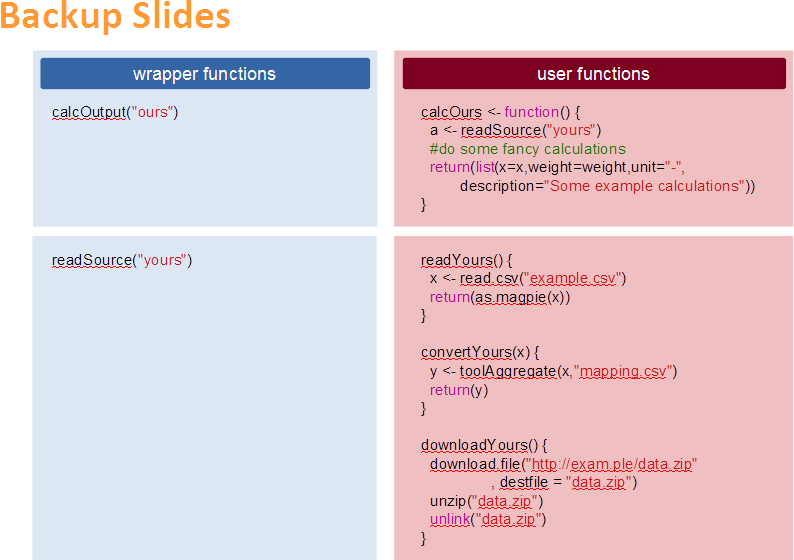 Backup Slides
wrapper functions
user functions
calcOutput("ours")
calcOurs <- function() {
a <- readSource("yours")
#do some fancy calculations
return(list(x=x,weight=weight,unit="-",
description="Some example calculations"))
}
readSource("yours")
readYours() {
x <- read.csv("example.csv")
return(as.magpie(x))
}
convertYours(x) {
y <- toolAggregate(x,"mapping.csv")
return(y)
}
downloadYours() {
download.file("http://exam.ple/data.zip"
, destfile = "data.zip")
unzip("data.zip")
unlink("data.zip")
}